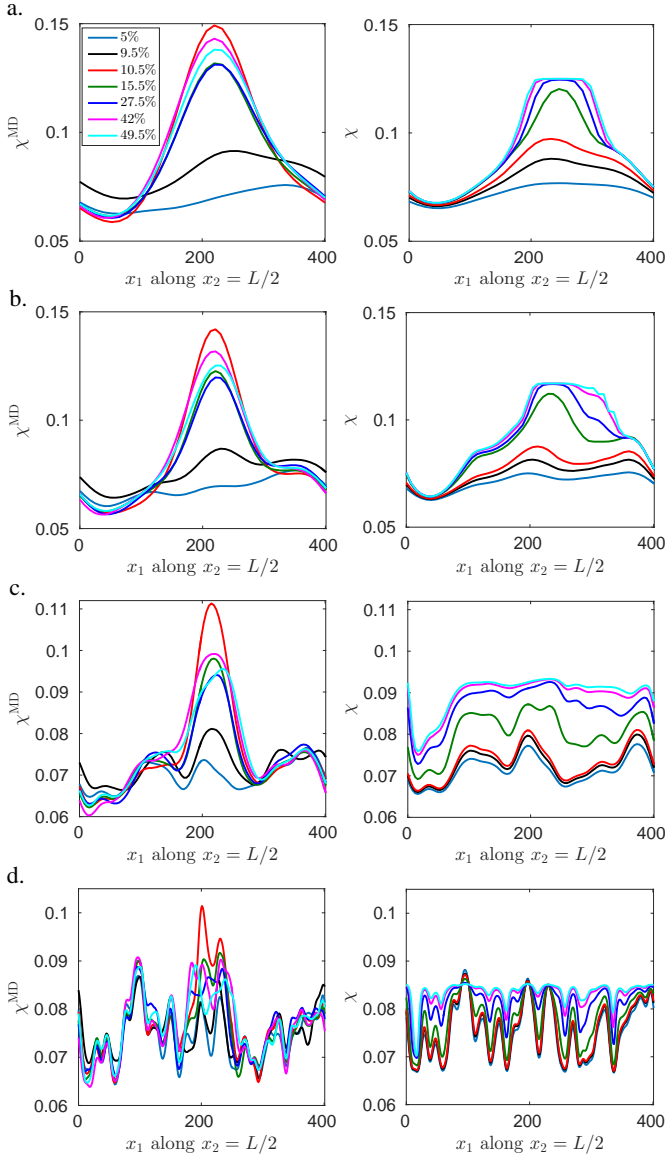 a.
5%
9.5%
10.5%
15.5%
27.5%
42%
49.5%
χ^MD
0.15
0.1
0.05
0 200 400
x₁ along x₂ = L/2
χ
0.15
0.1
0.05
0 200 400
x₁ along x₂ = L/2
b.
χ^MD
0.15
0.1
0.05
0 200 400
x₁ along x₂ = L/2
χ
0.15
0.1
0.05
0 200 400
x₁ along x₂ = L/2
c.
χ^MD
0.11
0.1
0.09
0.08
0.07
0.06
0 200 400
x₁ along x₂ = L/2
χ
0.11
0.1
0.09
0.08
0.07
0.06
0 200 400
x₁ along x₂ = L/2
d.
χ^MD
0.1
0.09
0.08
0.07
0.06
0 200 400
x₁ along x₂ = L/2
χ
0.1
0.09
0.08
0.07
0.06
0 200 400
x₁ along x₂ = L/2